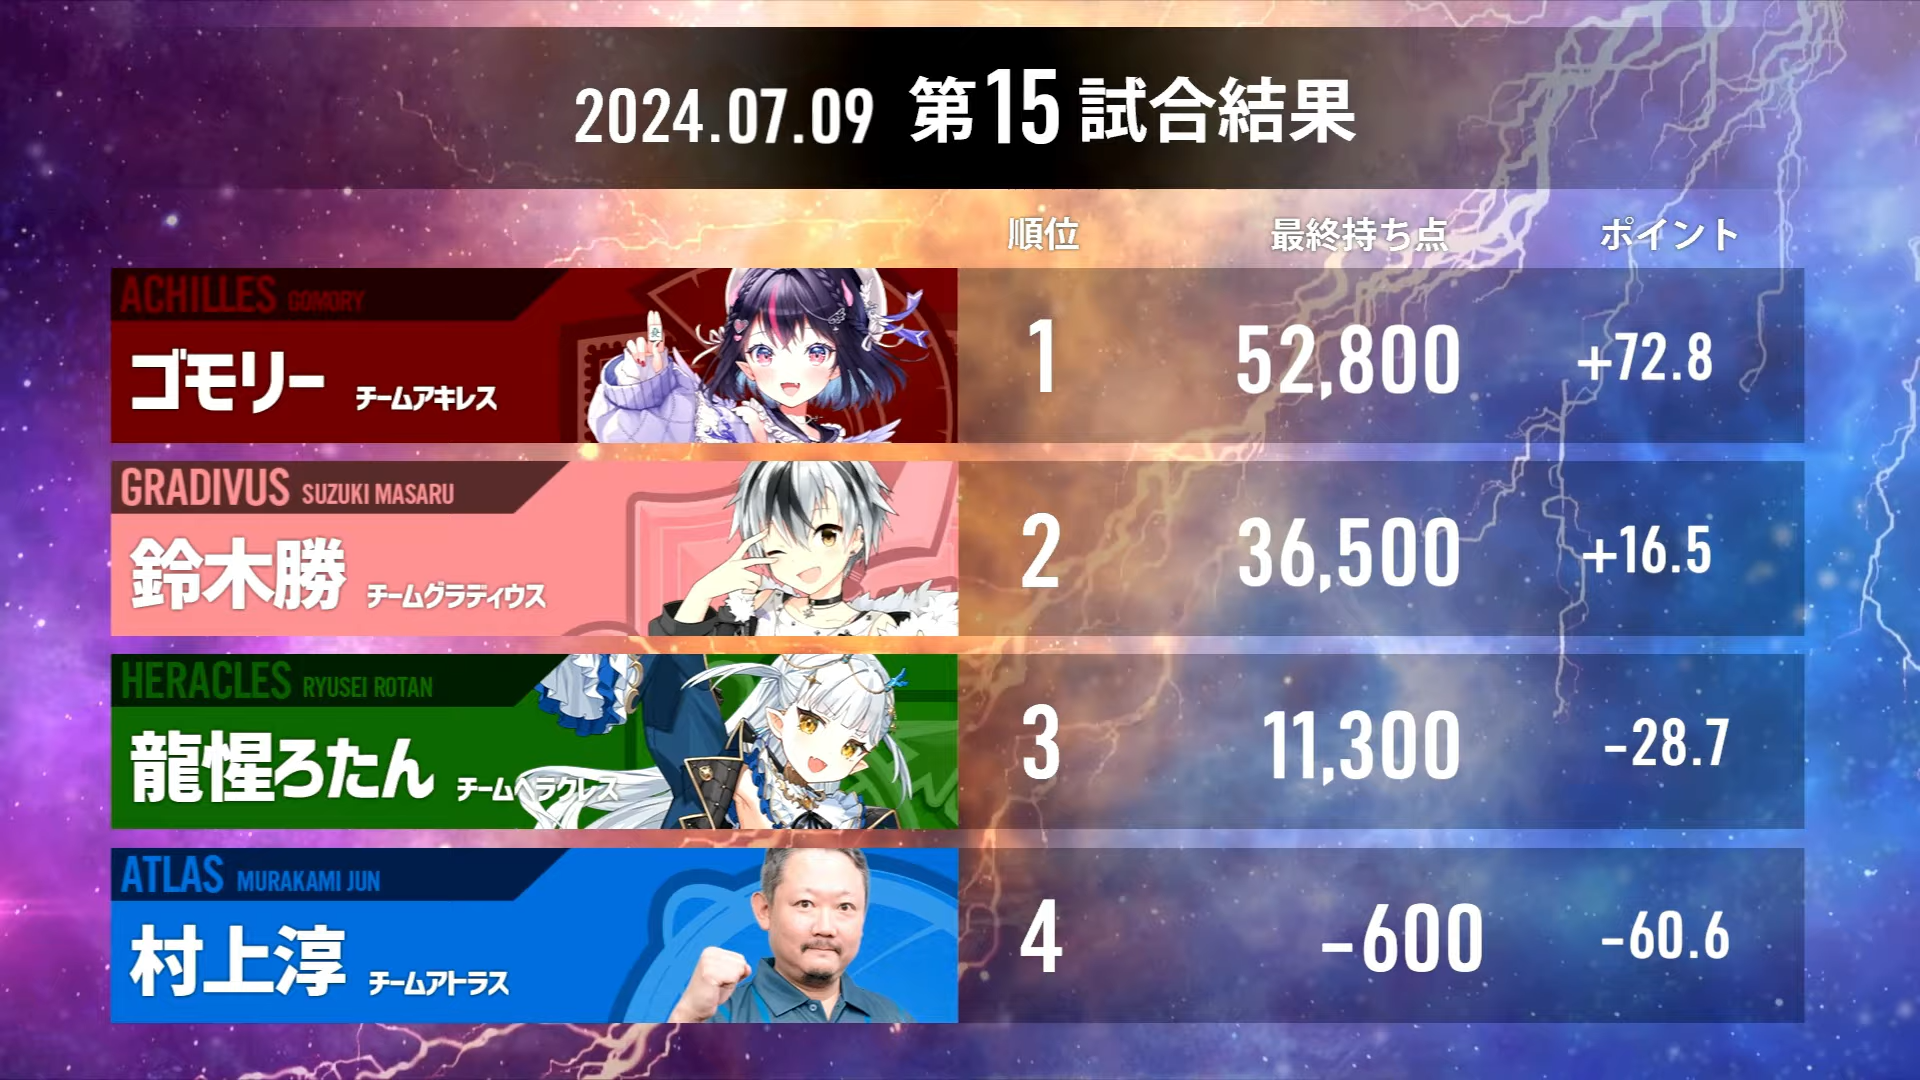 2024.07.09 第15試合結果
順位 最終持ち点 ポイント
ACHILLES GOMORY
ゴモリー チームアキレス 1 52,800 +72.8
GRADIVUS SUZUKI MASARU
鈴木勝 チームグラディウス 2 36,500 +16.5
HERACLES RYUSEI ROTAN
龍惺ろたん チームヘラクレス 3 11,300 -28.7
ATLAS MURAKAMI JUN
村上淳 チームアトラス 4 -600 -60.6